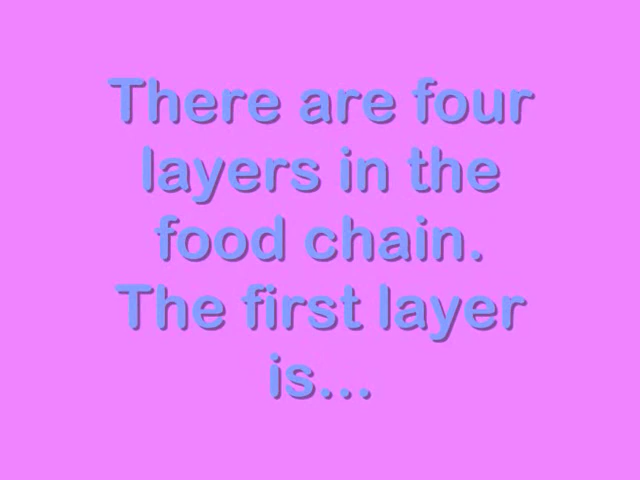 There are four
layers in the
food chain.
The first layer
is...